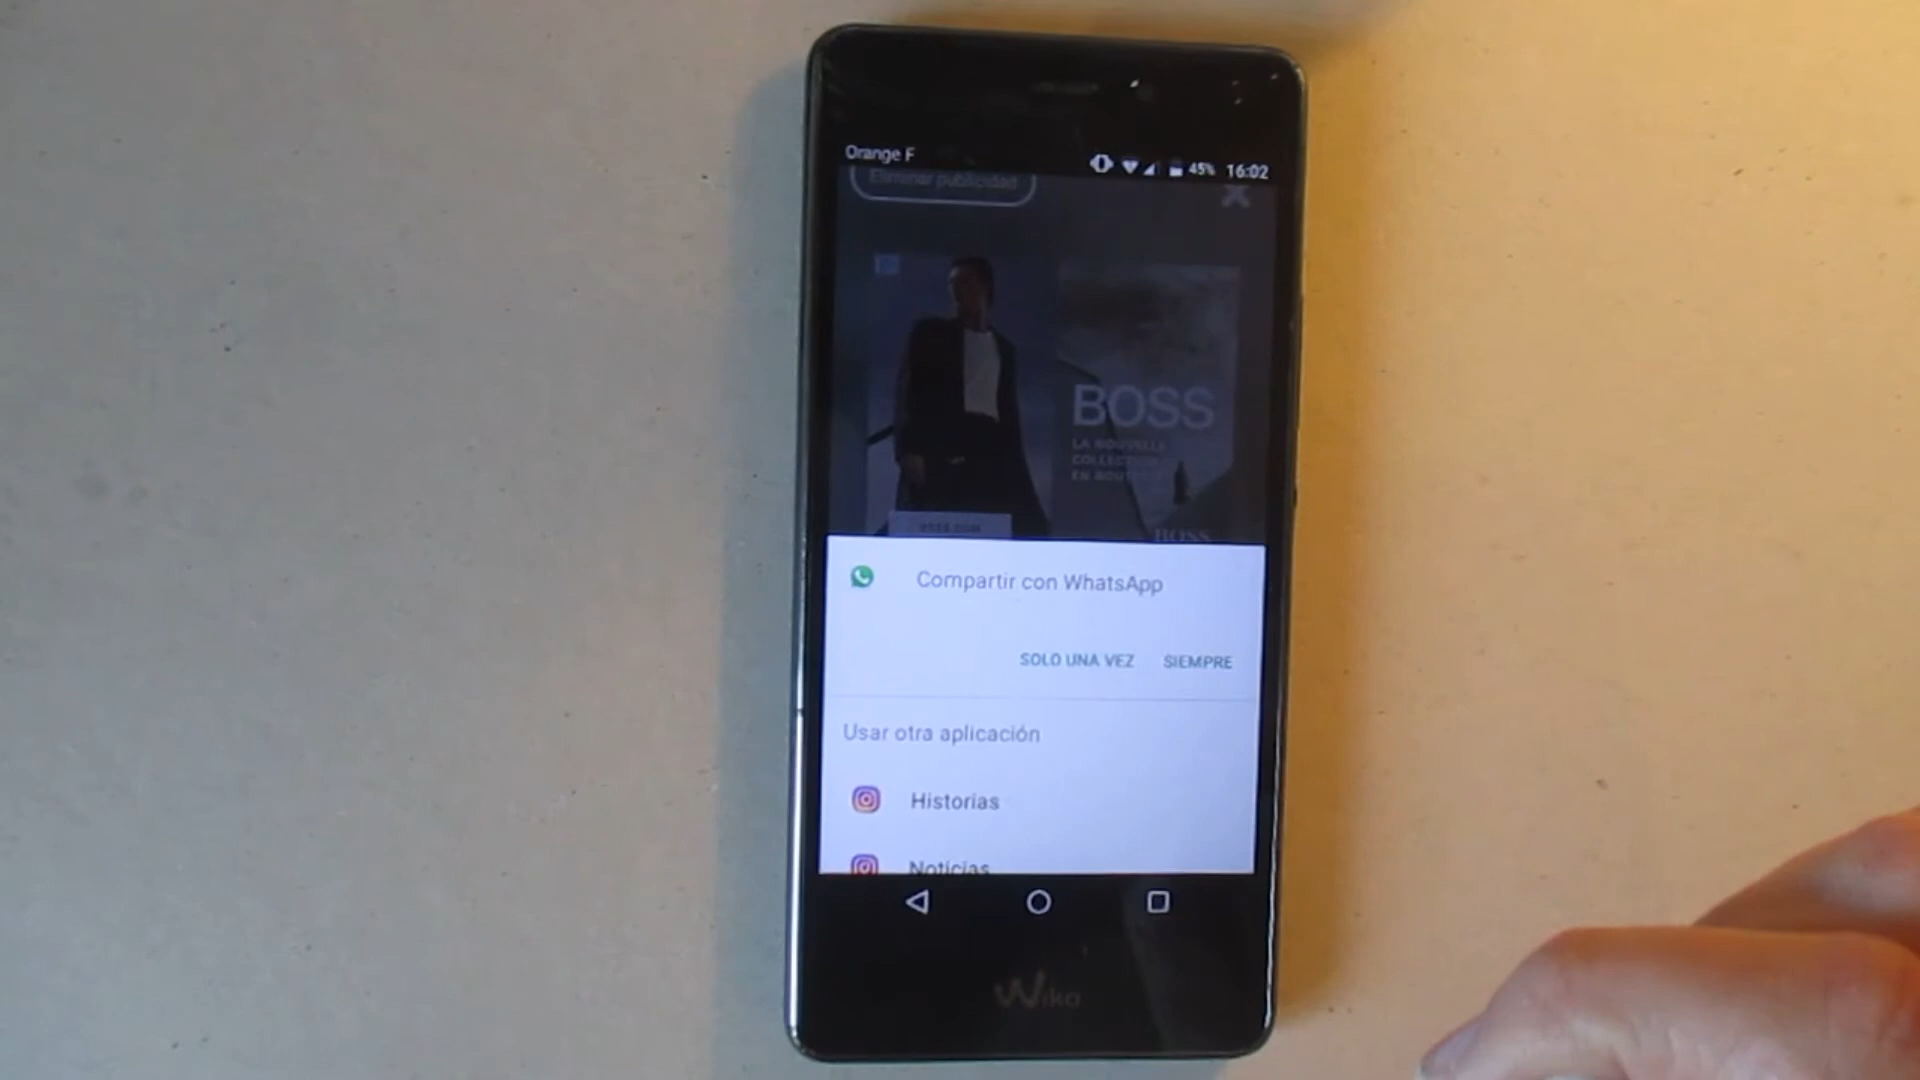 Orange F
45% 16:02
Eliminar publicidad
BOSS
LA NOUVELLE
COLLECTION
EN
BOSS.COM
BOSS
Compartir con WhatsApp
SOLO UNA VEZ SIEMPRE
Usar otra aplicación
Historias
Noticias
Wiko